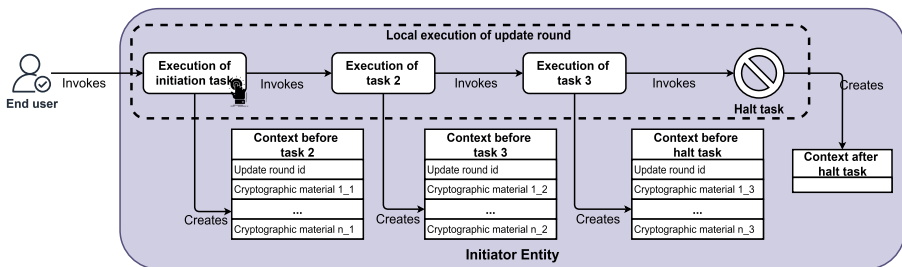 Local execution of update round
End user
Invokes
Execution of
initiation task
Invokes
Execution of
task 2
Invokes
Execution of
task 3
Invokes
Halt task
Creates
Context before
task 2
Update round id
Cryptographic material 1_1
...
Cryptographic material n_1
Creates
Context before
task 3
Update round id
Cryptographic material 1_2
...
Cryptographic material n_2
Creates
Context before
halt task
Update round id
Cryptographic material 1_3
...
Cryptographic material n_3
Creates
Context after
halt task
Initiator Entity